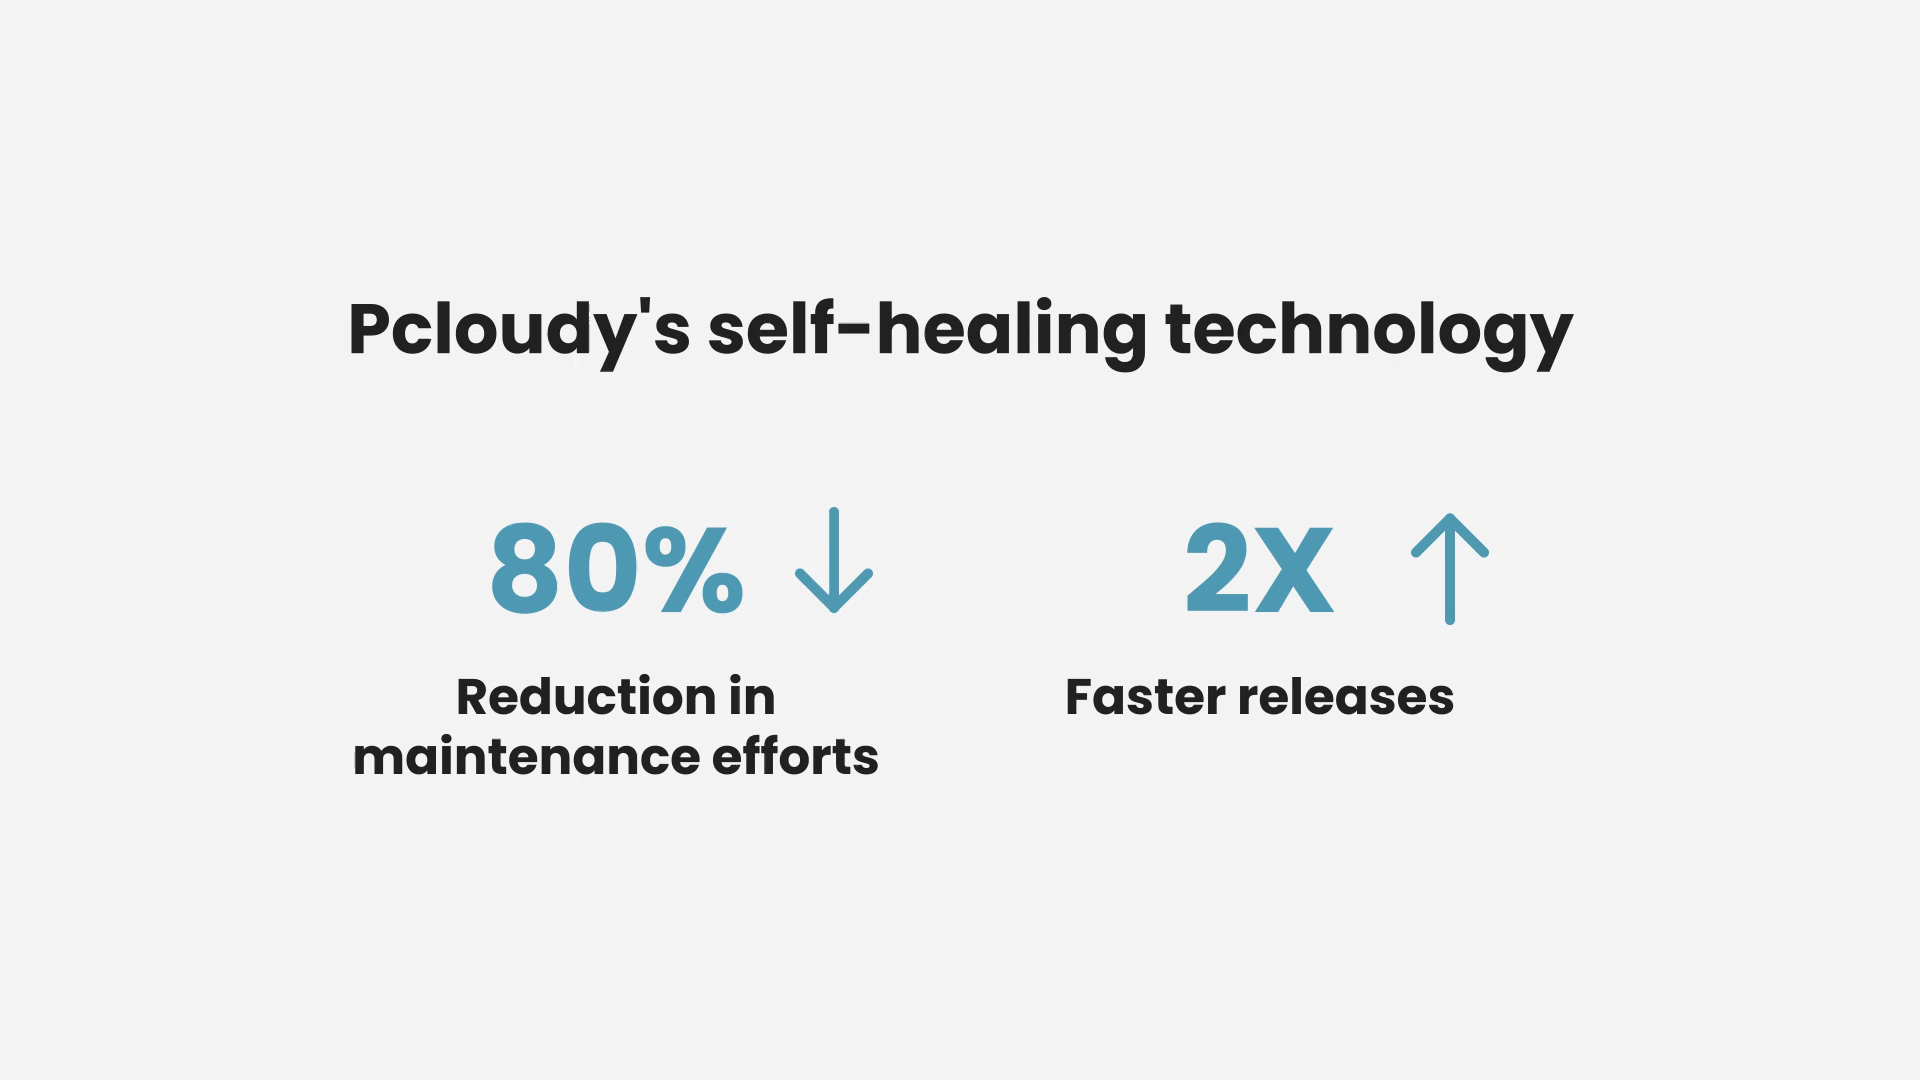 Pcloudy's self-healing technology
80%
Reduction in
maintenance efforts
2X
Faster releases